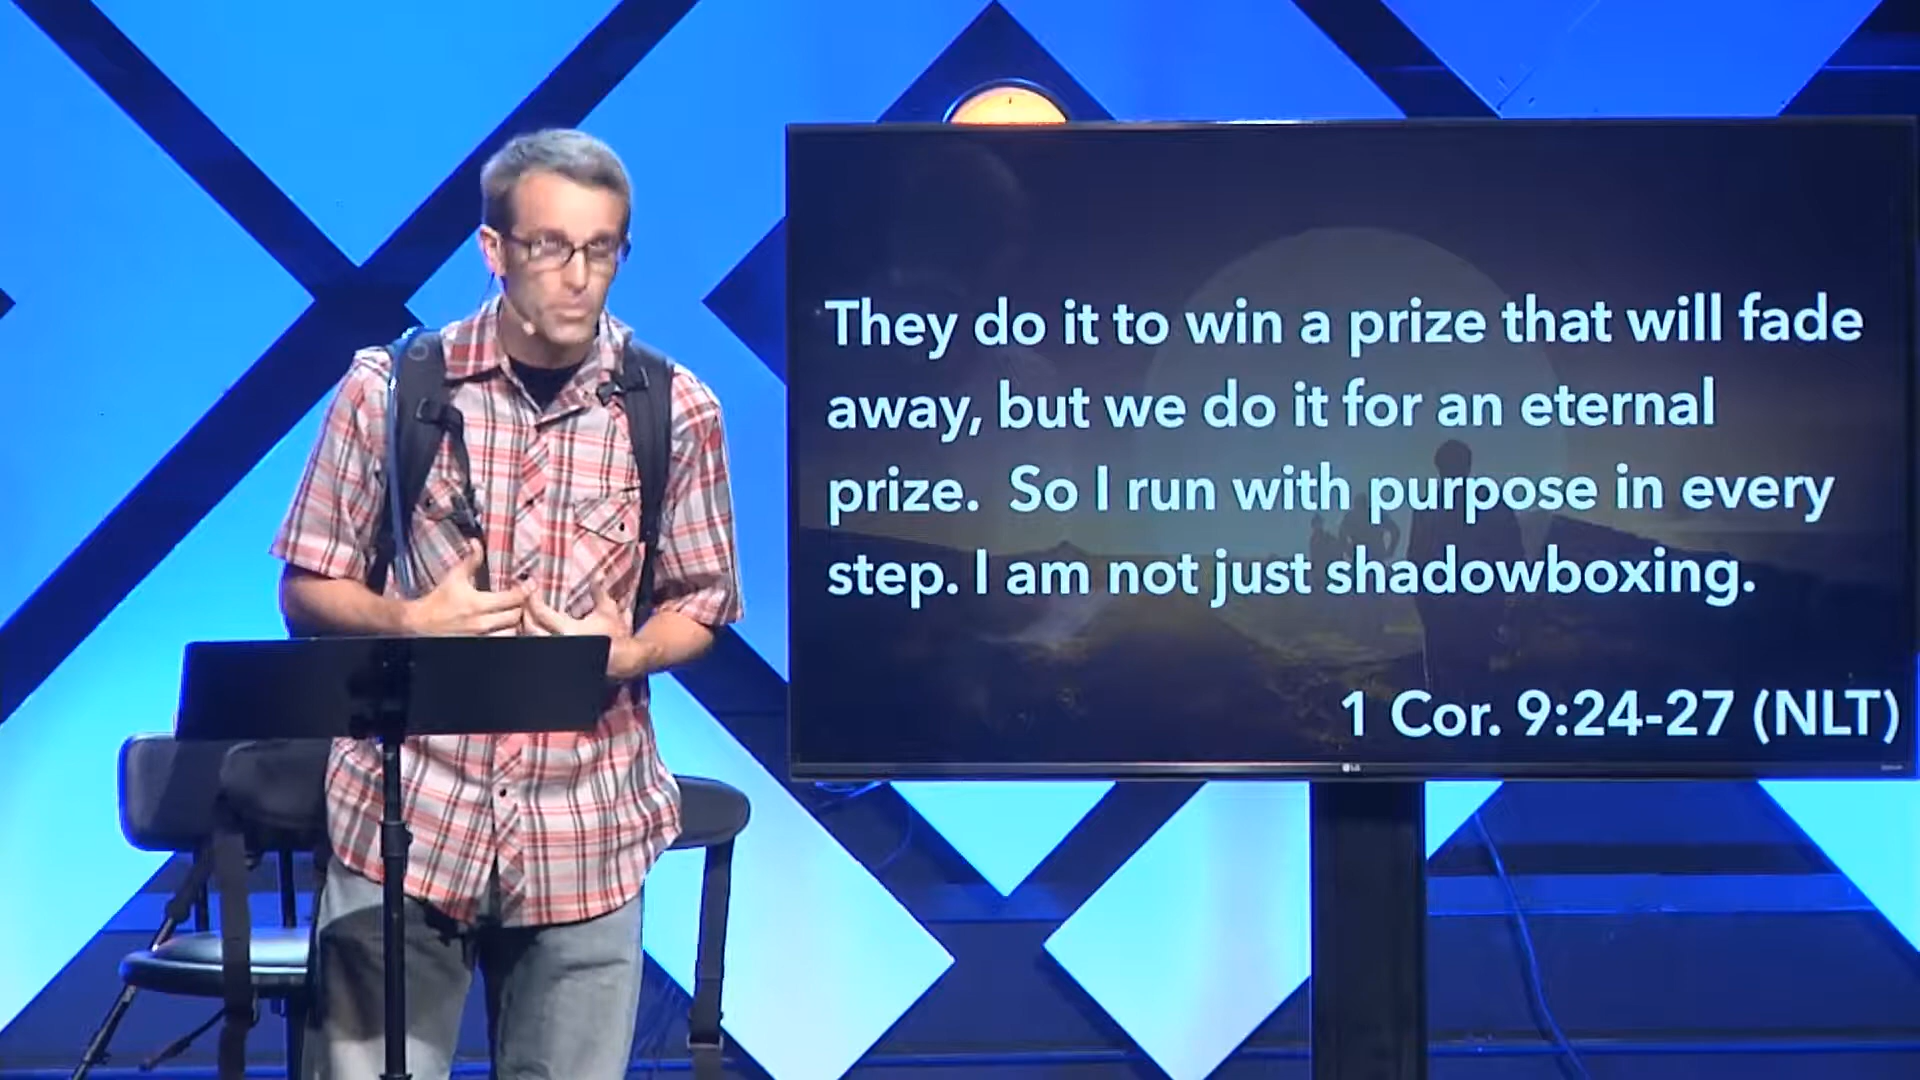 They do it to win a prize that will fade
away, but we do it for an eternal
prize.  So I run with purpose in every
step. I am not just shadowboxing.
1 Cor. 9:24-27 (NLT)
LG